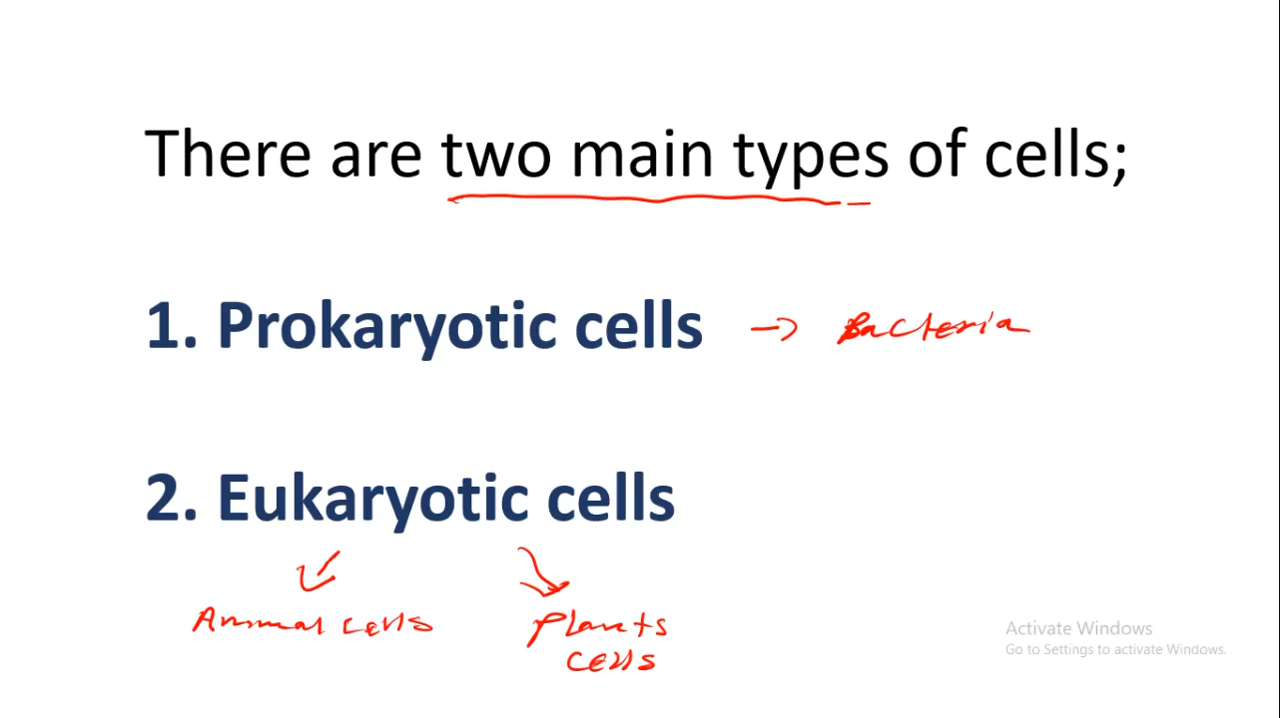 There are two main types of cells;
1. Prokaryotic cells → Bacteria
2. Eukaryotic cells
Animal cells
Plants
cells
Activate Windows
Go to Settings to activate Windows.